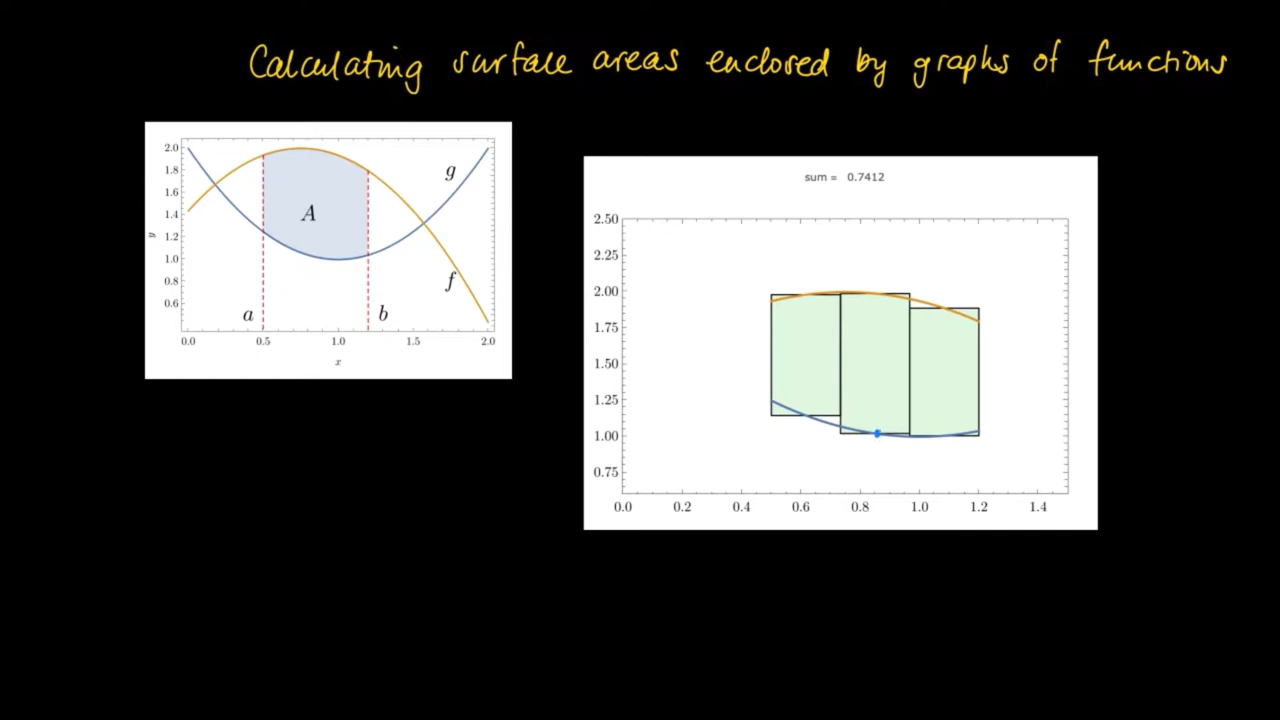 Calculating surface areas enclosed by graphs of functions
2.0
1.8
1.6
1.4
1.2
1.0
0.8
0.6
y
A
g
f
a
b
0.0 0.5 1.0 1.5 2.0
x
sum = 0.7412
2.50
2.25
2.00
1.75
1.50
1.25
1.00
0.75
0.0 0.2 0.4 0.6 0.8 1.0 1.2 1.4